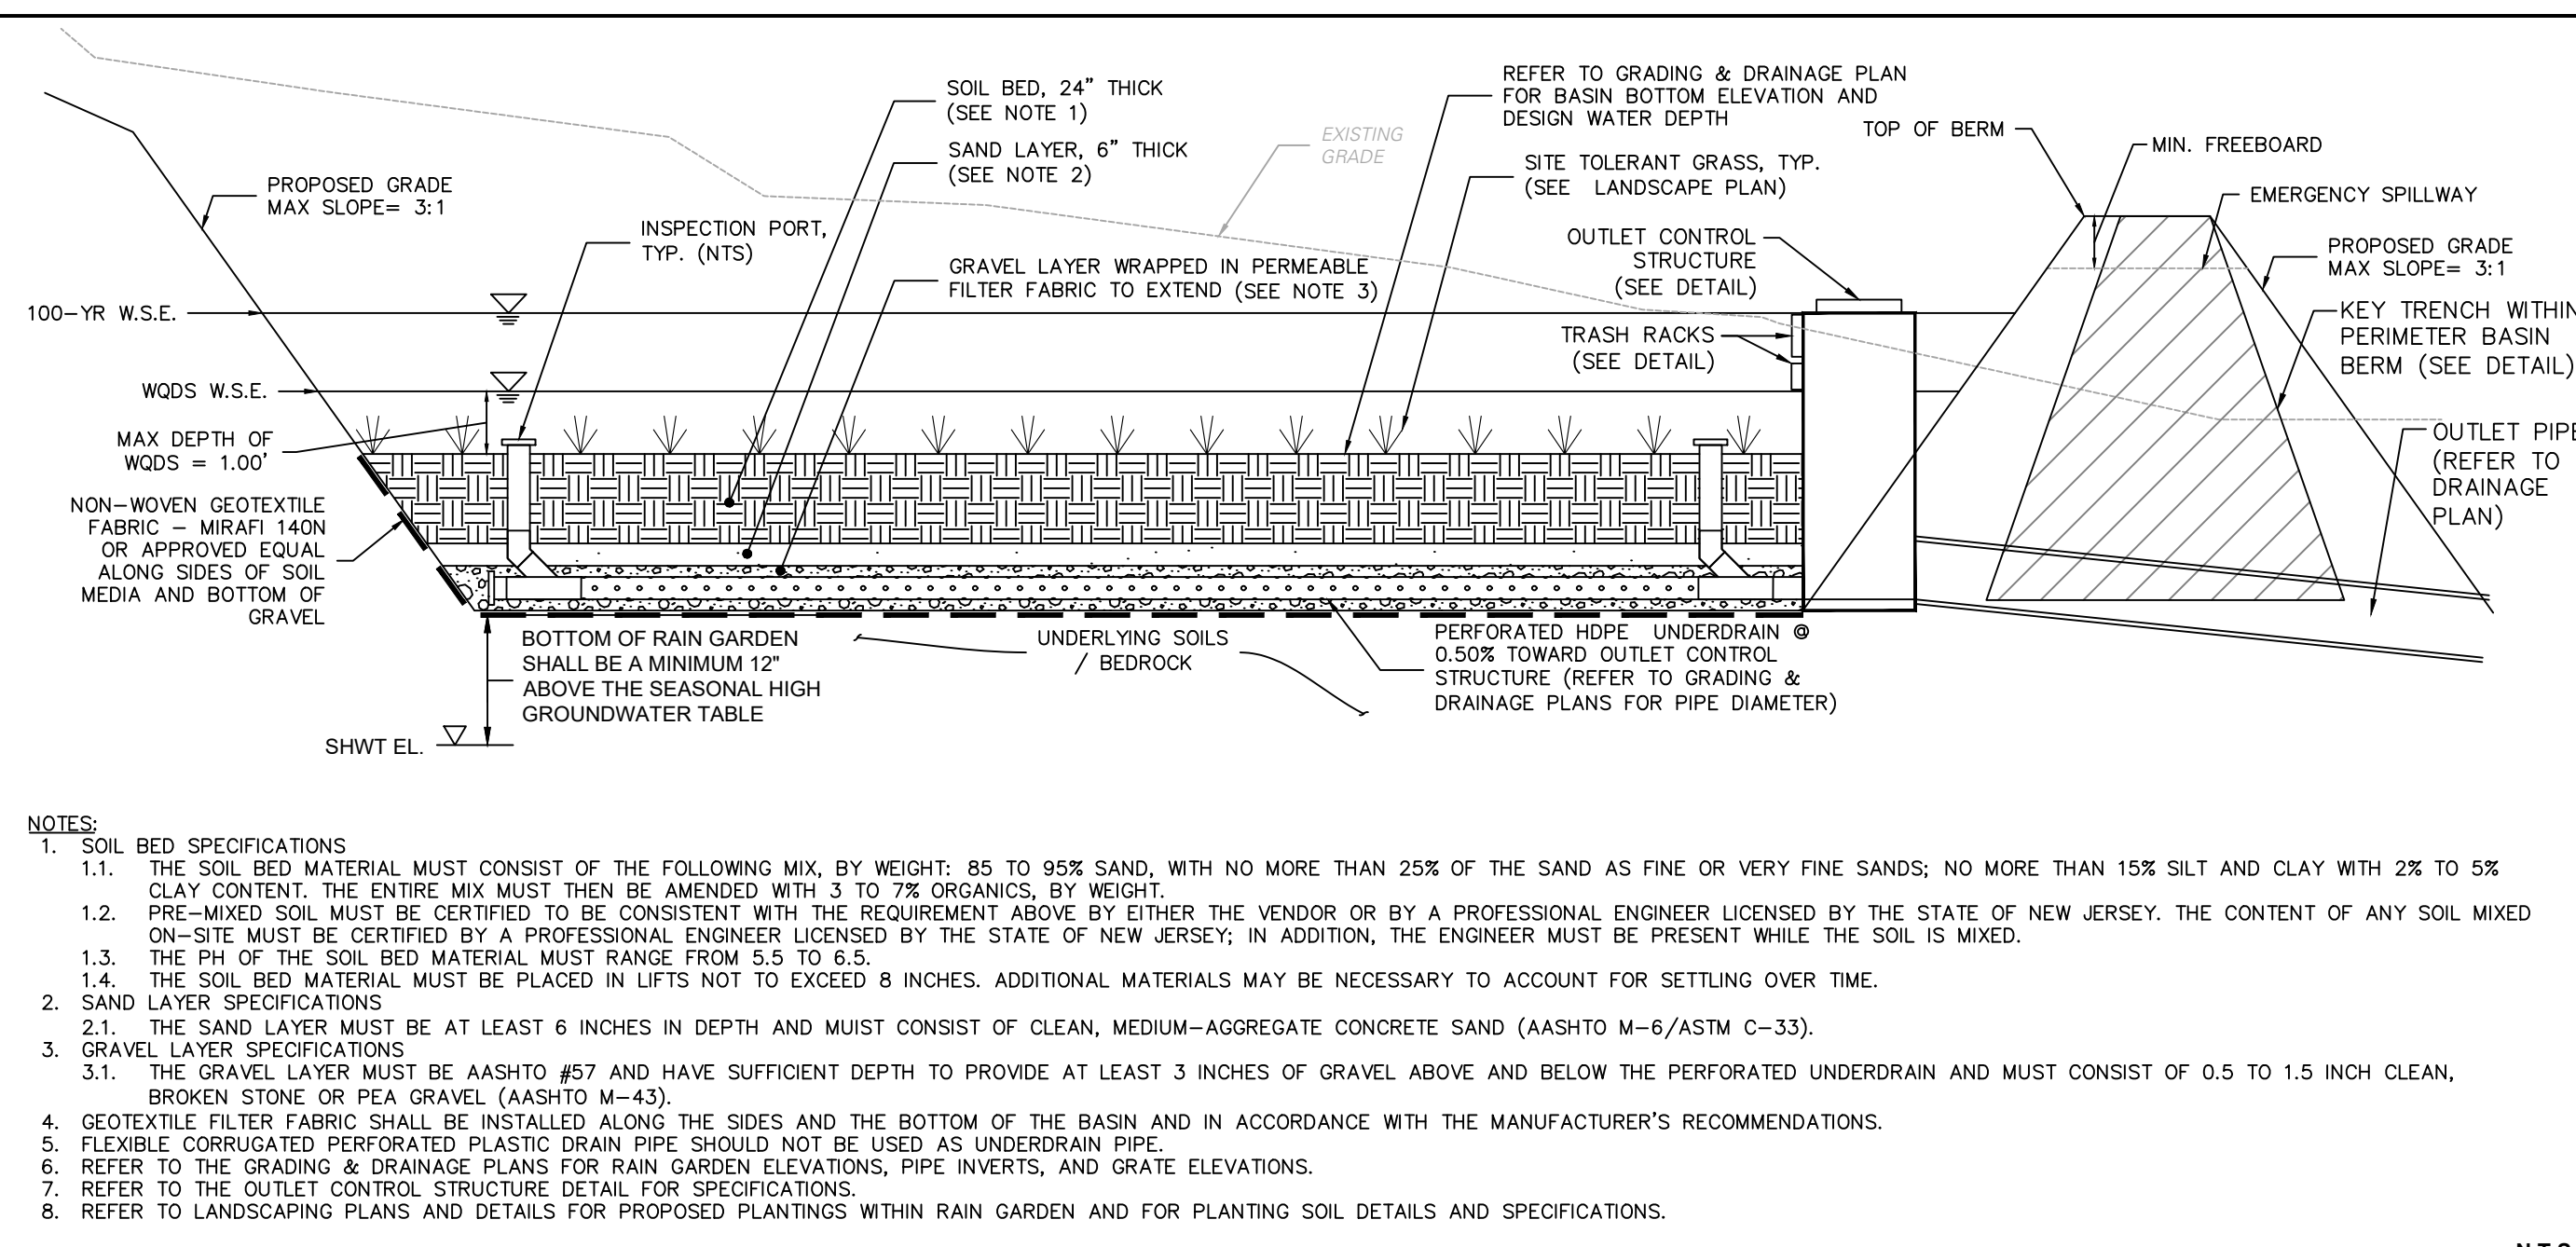 SOIL BED, 24” THICK
(SEE NOTE 1)
SAND LAYER, 6” THICK
(SEE NOTE 2)
EXISTING
GRADE
REFER TO GRADING & DRAINAGE PLAN
FOR BASIN BOTTOM ELEVATION AND
DESIGN WATER DEPTH
TOP OF BERM
MIN. FREEBOARD
SITE TOLERANT GRASS, TYP.
(SEE LANDSCAPE PLAN)
EMERGENCY SPILLWAY
PROPOSED GRADE
MAX SLOPE= 3:1
INSPECTION PORT,
TYP. (NTS)
OUTLET CONTROL
STRUCTURE
(SEE DETAIL)
PROPOSED GRADE
MAX SLOPE= 3:1
GRAVEL LAYER WRAPPED IN PERMEABLE
FILTER FABRIC TO EXTEND (SEE NOTE 3)
100-YR W.S.E.
TRASH RACKS
(SEE DETAIL)
KEY TRENCH WITHIN
PERIMETER BASIN
BERM (SEE DETAIL)
WQDS W.S.E.
MAX DEPTH OF
WQDS = 1.00'
OUTLET PIPE
(REFER TO
DRAINAGE
PLAN)
NON-WOVEN GEOTEXTILE
FABRIC - MIRAFI 140N
OR APPROVED EQUAL
ALONG SIDES OF SOIL
MEDIA AND BOTTOM OF
GRAVEL
BOTTOM OF RAIN GARDEN
SHALL BE A MINIMUM 12"
ABOVE THE SEASONAL HIGH
GROUNDWATER TABLE
UNDERLYING SOILS
/ BEDROCK
PERFORATED HDPE UNDERDRAIN @
0.50% TOWARD OUTLET CONTROL
STRUCTURE (REFER TO GRADING &
DRAINAGE PLANS FOR PIPE DIAMETER)
SHWT EL.
NOTES:
1. SOIL BED SPECIFICATIONS
1.1. THE SOIL BED MATERIAL MUST CONSIST OF THE FOLLOWING MIX, BY WEIGHT: 85 TO 95% SAND, WITH NO MORE THAN 25% OF THE SAND AS FINE OR VERY FINE SANDS; NO MORE THAN 15% SILT AND CLAY WITH 2% TO 5%
CLAY CONTENT. THE ENTIRE MIX MUST THEN BE AMENDED WITH 3 TO 7% ORGANICS, BY WEIGHT.
1.2. PRE-MIXED SOIL MUST BE CERTIFIED TO BE CONSISTENT WITH THE REQUIREMENT ABOVE BY EITHER THE VENDOR OR BY A PROFESSIONAL ENGINEER LICENSED BY THE STATE OF NEW JERSEY. THE CONTENT OF ANY SOIL MIXED
ON-SITE MUST BE CERTIFIED BY A PROFESSIONAL ENGINEER LICENSED BY THE STATE OF NEW JERSEY; IN ADDITION, THE ENGINEER MUST BE PRESENT WHILE THE SOIL IS MIXED.
1.3. THE PH OF THE SOIL BED MATERIAL MUST RANGE FROM 5.5 TO 6.5.
1.4. THE SOIL BED MATERIAL MUST BE PLACED IN LIFTS NOT TO EXCEED 8 INCHES. ADDITIONAL MATERIALS MAY BE NECESSARY TO ACCOUNT FOR SETTLING OVER TIME.
2. SAND LAYER SPECIFICATIONS
2.1. THE SAND LAYER MUST BE AT LEAST 6 INCHES IN DEPTH AND MUIST CONSIST OF CLEAN, MEDIUM-AGGREGATE CONCRETE SAND (AASHTO M-6/ASTM C-33).
3. GRAVEL LAYER SPECIFICATIONS
3.1. THE GRAVEL LAYER MUST BE AASHTO #57 AND HAVE SUFFICIENT DEPTH TO PROVIDE AT LEAST 3 INCHES OF GRAVEL ABOVE AND BELOW THE PERFORATED UNDERDRAIN AND MUST CONSIST OF 0.5 TO 1.5 INCH CLEAN,
BROKEN STONE OR PEA GRAVEL (AASHTO M-43).
4. GEOTEXTILE FILTER FABRIC SHALL BE INSTALLED ALONG THE SIDES AND THE BOTTOM OF THE BASIN AND IN ACCORDANCE WITH THE MANUFACTURER'S RECOMMENDATIONS.
5. FLEXIBLE CORRUGATED PERFORATED PLASTIC DRAIN PIPE SHOULD NOT BE USED AS UNDERDRAIN PIPE.
6. REFER TO THE GRADING & DRAINAGE PLANS FOR RAIN GARDEN ELEVATIONS, PIPE INVERTS, AND GRATE ELEVATIONS.
7. REFER TO THE OUTLET CONTROL STRUCTURE DETAIL FOR SPECIFICATIONS.
8. REFER TO LANDSCAPING PLANS AND DETAILS FOR PROPOSED PLANTINGS WITHIN RAIN GARDEN AND FOR PLANTING SOIL DETAILS AND SPECIFICATIONS.